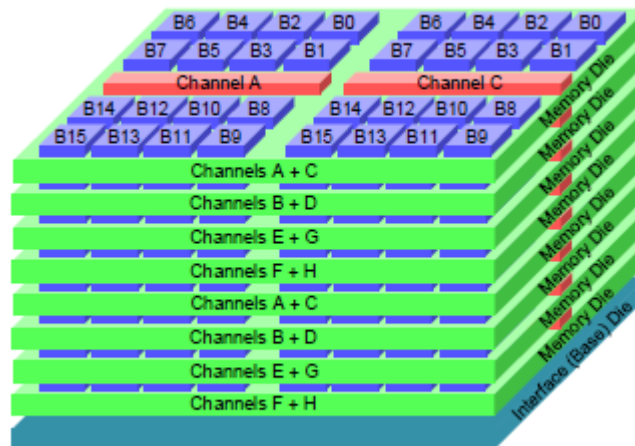 B6 B4 B2 B0 B6 B4 B2 B0
B7 B5 B3 B1 B7 B5 B3 B1
Channel A Channel C
B14 B12 B10 B8 B14 B12 B10 B8
B15 B13 B11 B9 B15 B13 B11 B9
Channels A + C
Channels B + D
Channels E + G
Channels F + H
Channels A + C
Channels B + D
Channels E + G
Channels F + H
Memory Die
Memory Die
Memory Die
Memory Die
Memory Die
Memory Die
Memory Die
Memory Die
Interface (Base) Die